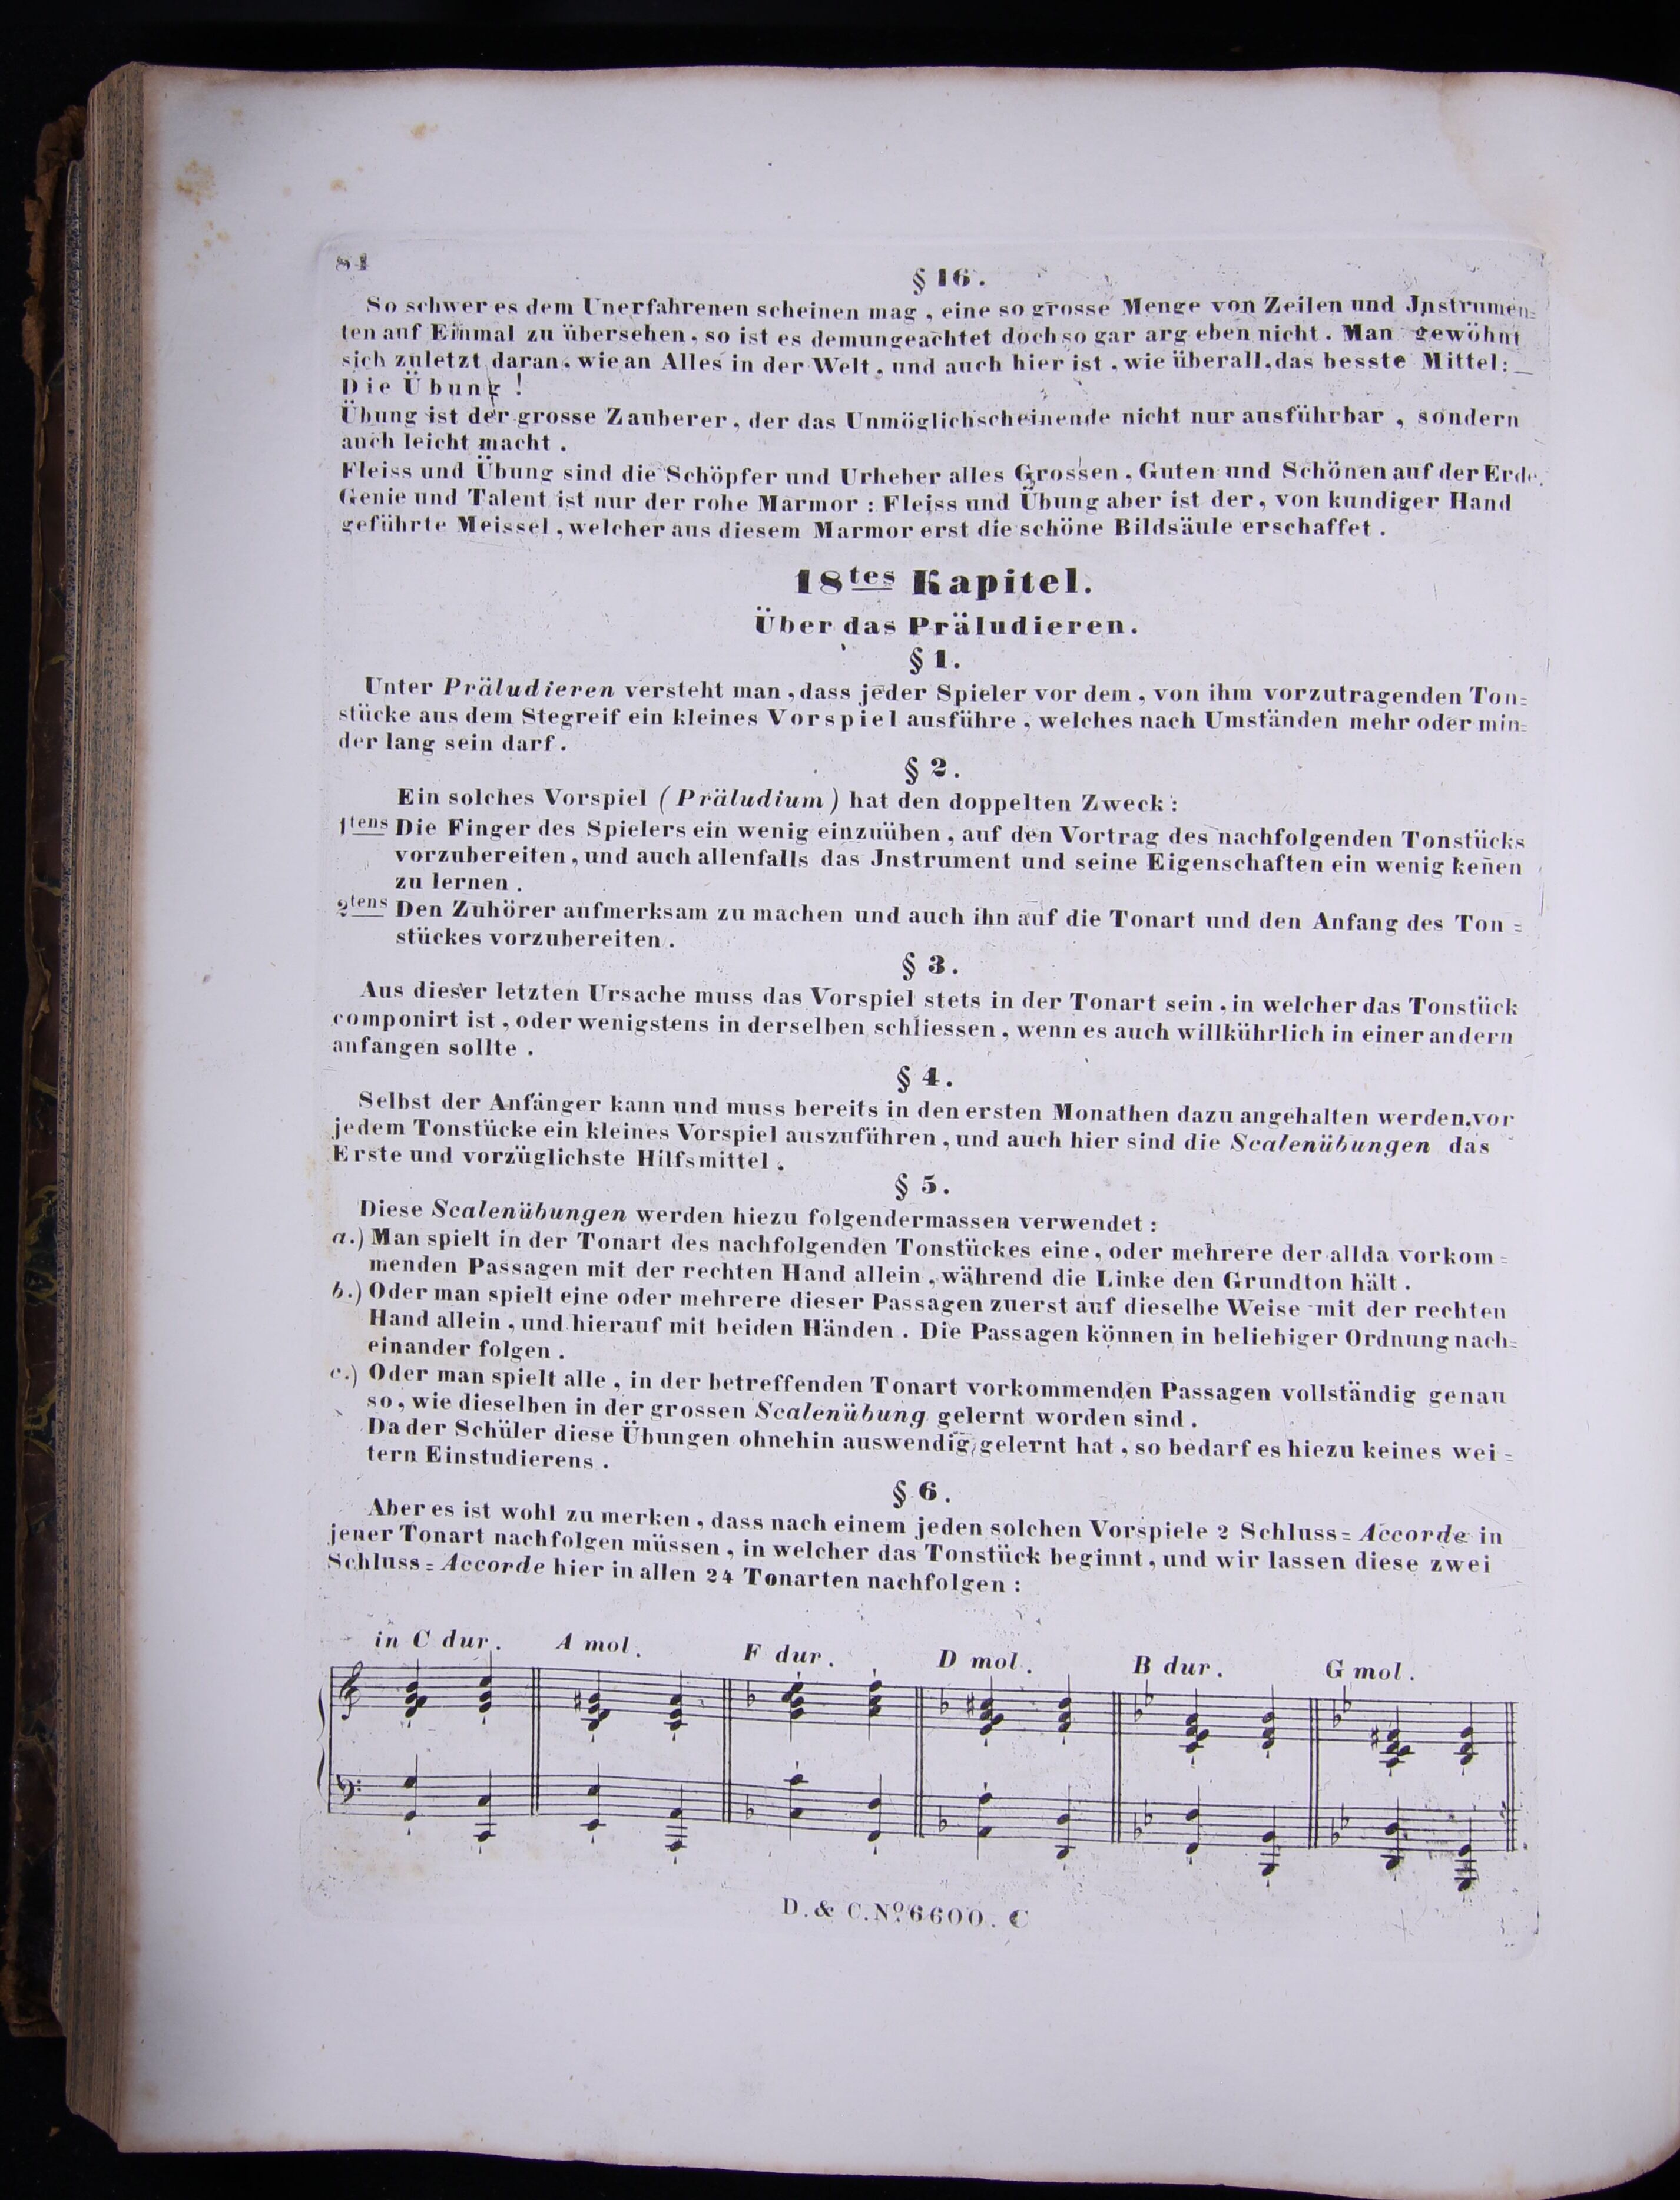 81
§ 16.
So schwer es dem Unerfahrenen scheinen mag, eine so grosse Menge von Zeilen und Jnstrumen=
ten auf Einmal zu übersehen, so ist es demungeachtet doch so gar arg eben nicht. Man gewöhnt
sich zuletzt daran, wie an Alles in der Welt, und auch hier ist, wie überall, das besste Mittel: _
Die Übung!
Übung ist der grosse Zauberer, der das Unmöglichscheinende nicht nur ausführbar, sondern
auch leicht macht.
Fleiss und Übung sind die Schöpfer und Urheber alles Grossen, Guten und Schönen auf der Erde.
Genie und Talent ist nur der rohe Marmor: Fleiss und Übung aber ist der, von kundiger Hand
geführte Meissel, welcher aus diesem Marmor erst die schöne Bildsäule erschaffet.
18tes Kapitel.
Über das Präludieren.
§ 1.
Unter Präludieren versteht man, dass jeder Spieler vor dem, von ihm vorzutragenden Ton=
stücke aus dem Stegreif ein kleines Vorspiel ausführe, welches nach Umständen mehr oder min=
der lang sein darf.
§ 2.
Ein solches Vorspiel (Präludium) hat den doppelten Zweck:
1tens Die Finger des Spielers ein wenig einzuüben, auf den Vortrag des nachfolgenden Tonstücks
vorzubereiten, und auch allenfalls das Jnstrument und seine Eigenschaften ein wenig keñen
zu lernen.
2tens Den Zuhörer aufmerksam zu machen und auch ihn auf die Tonart und den Anfang des Ton=
stückes vorzubereiten.
§ 3.
Aus dieser letzten Ursache muss das Vorspiel stets in der Tonart sein, in welcher das Tonstück
componirt ist, oder wenigstens in derselben schliessen, wenn es auch willkührlich in einer andern
anfangen sollte.
§ 4.
Selbst der Anfänger kann und muss bereits in den ersten Monathen dazu angehalten werden, vor
jedem Tonstücke ein kleines Vorspiel auszuführen, und auch hier sind die Scalenübungen das
Erste und vorzüglichste Hilfsmittel.
§ 5.
Diese Scalenübungen werden hiezu folgendermassen verwendet:
a.) Man spielt in der Tonart des nachfolgenden Tonstückes eine, oder mehrere der allda vorkom=
menden Passagen mit der rechten Hand allein, während die Linke den Grundton hält.
b.) Oder man spielt eine oder mehrere dieser Passagen zuerst auf dieselbe Weise mit der rechten
Hand allein, und hierauf mit beiden Händen. Die Passagen können in beliebiger Ordnung nach=
einander folgen.
c.) Oder man spielt alle, in der betreffenden Tonart vorkommenden Passagen vollständig genau
so, wie dieselben in der grossen Scalenübung gelernt worden sind.
Da der Schüler diese Übungen ohnehin auswendig gelernt hat, so bedarf es hiezu keines wei=
tern Einstudierens.
§ 6.
Aber es ist wohl zu merken, dass nach einem jeden solchen Vorspiele 2 Schluss=Accorde in
jener Tonart nachfolgen müssen, in welcher das Tonstück beginnt, und wir lassen diese zwei
Schluss=Accorde hier in allen 24 Tonarten nachfolgen:
in C dur. A mol. F dur. D mol. B dur. G mol.
D. & C. No. 6600. C